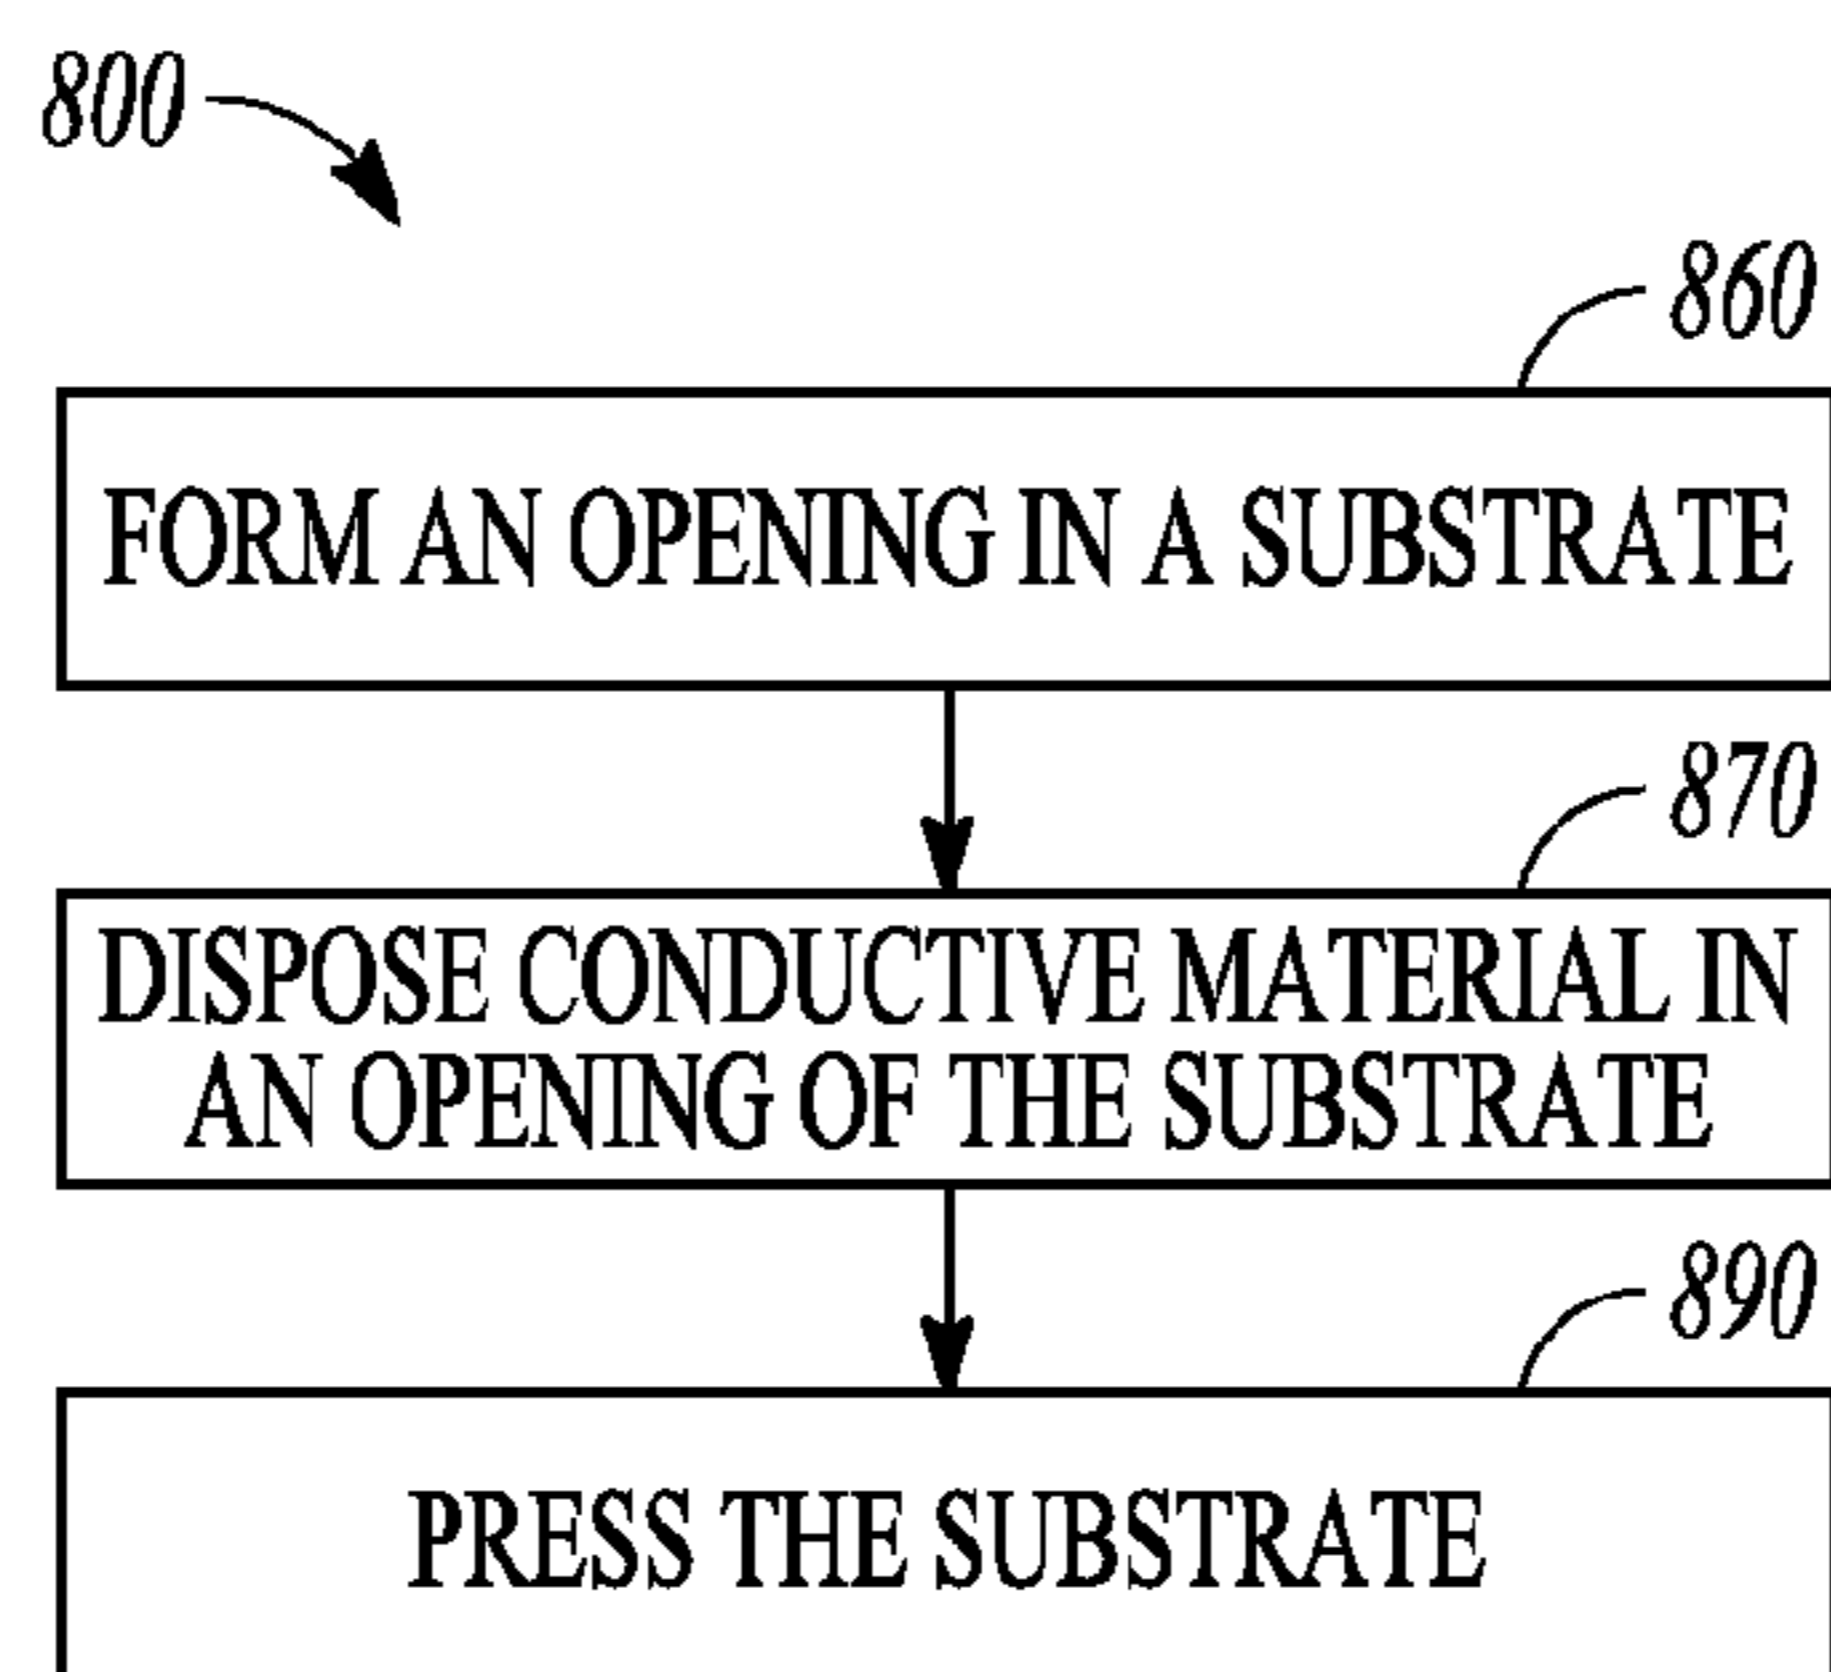 800
860
FORM AN OPENING IN A SUBSTRATE
870
DISPOSE CONDUCTIVE MATERIAL IN
AN OPENING OF THE SUBSTRATE
890
PRESS THE SUBSTRATE